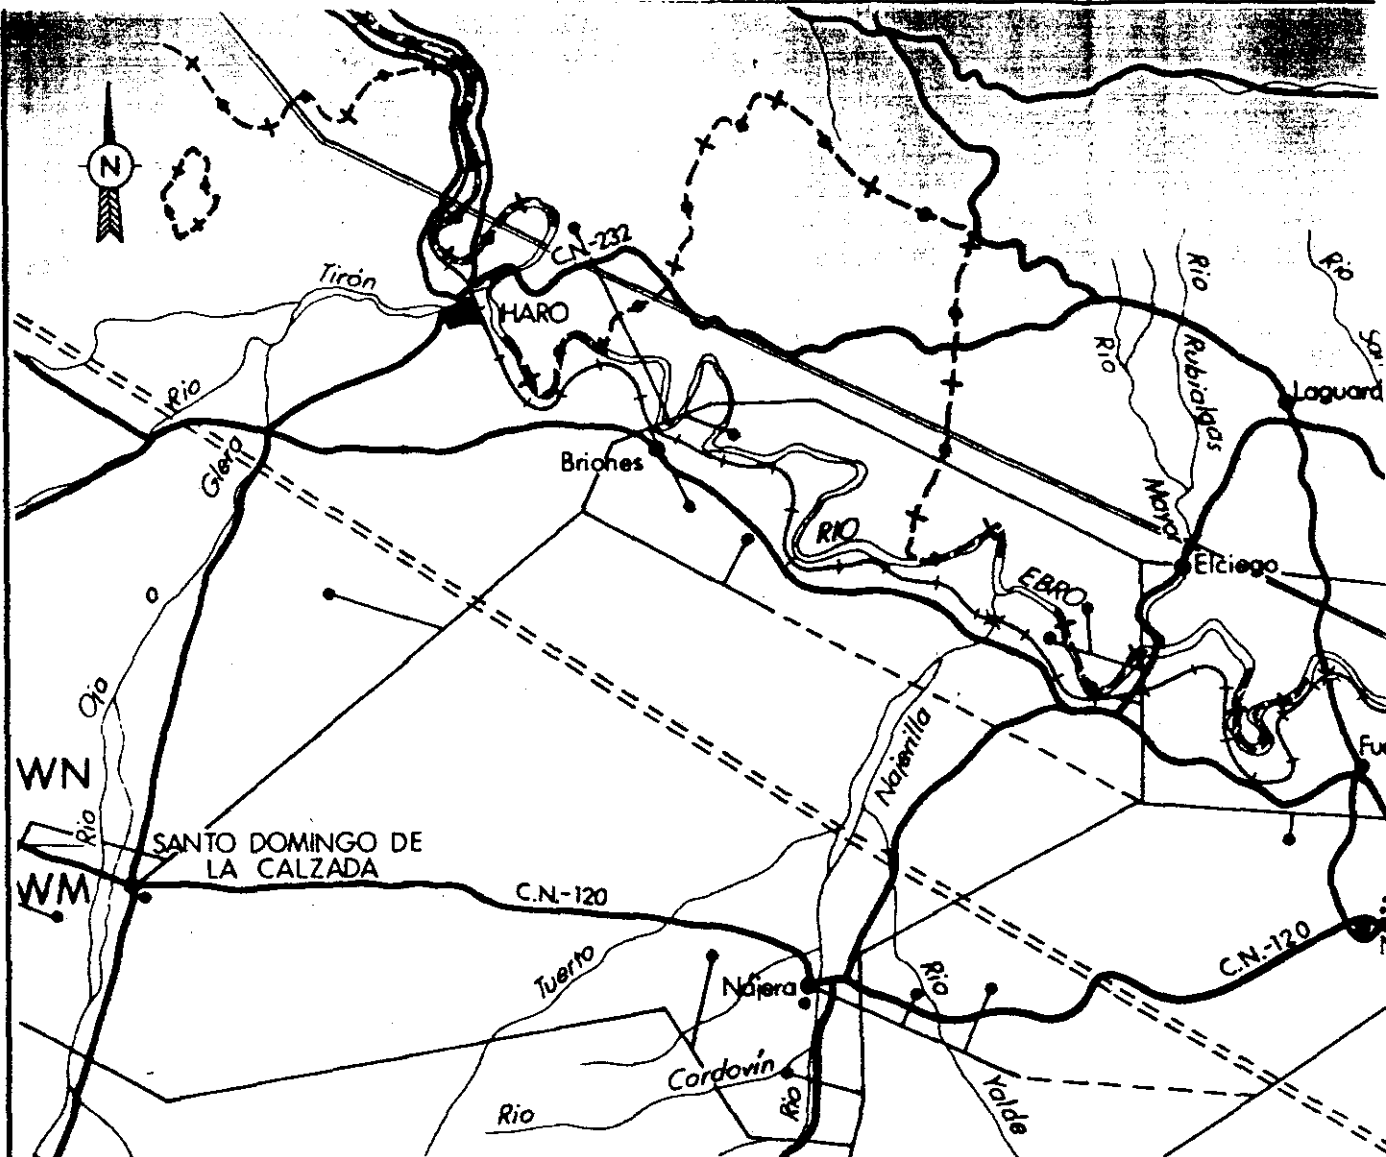 N
CN.-232
Tirón
HARO
Rio
Rio
Rio
Rubialgas
Rio
Laguard
Glera
Briones
Mayor
RIO
Elciego
EBRO
Oja
Najerilla
WN
Rio
SANTO DOMINGO DE
LA CALZADA
WM
C.N.-120
C.N.-120
Tuerto
Nájera
Rio
Cordovín
Rio
Rio
Yalde